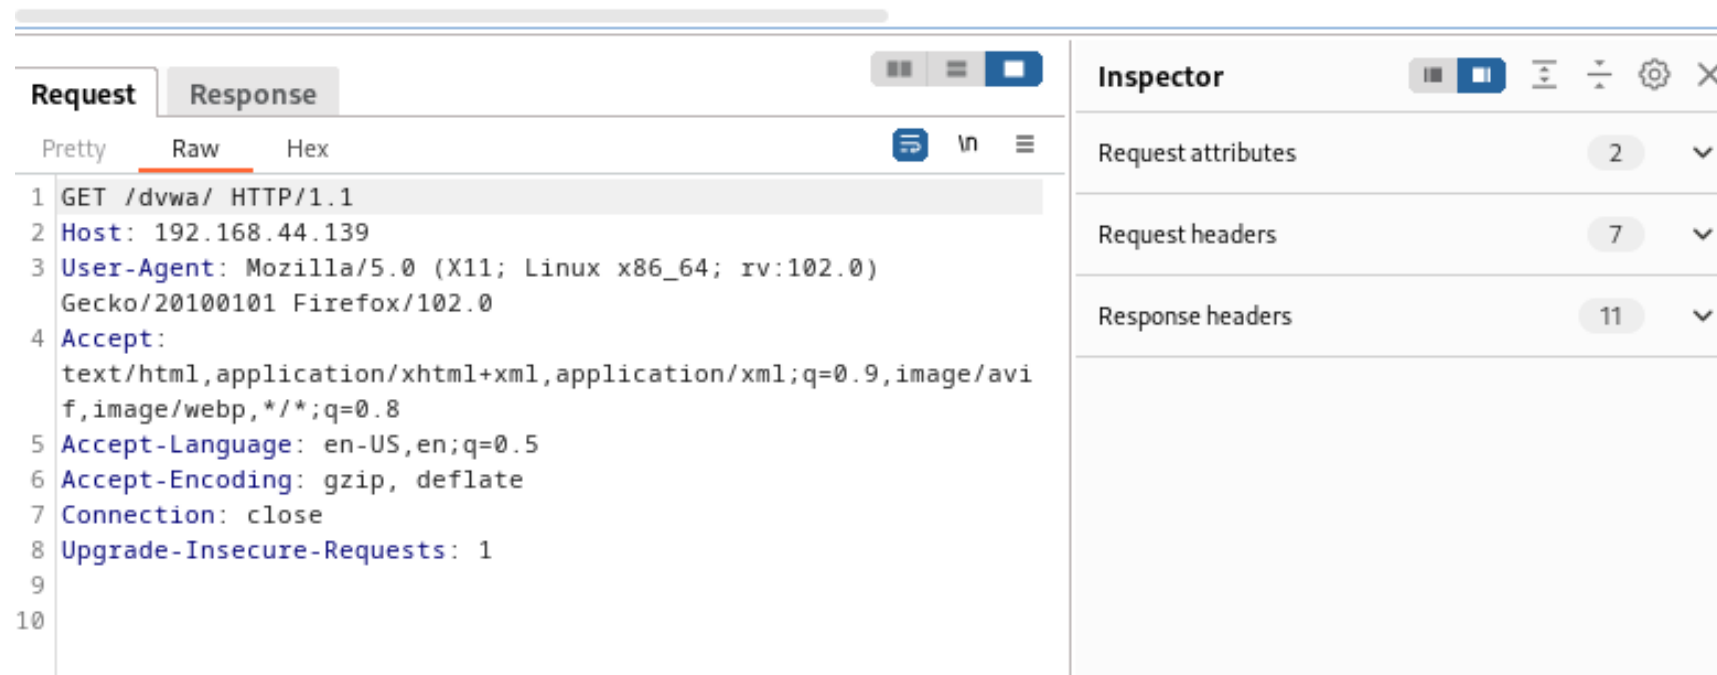 Request Response
Pretty Raw Hex \n
1 GET /dvwa/ HTTP/1.1
2 Host: 192.168.44.139
3 User-Agent: Mozilla/5.0 (X11; Linux x86_64; rv:102.0)
Gecko/20100101 Firefox/102.0
4 Accept:
text/html,application/xhtml+xml,application/xml;q=0.9,image/avi
f,image/webp,*/*;q=0.8
5 Accept-Language: en-US,en;q=0.5
6 Accept-Encoding: gzip, deflate
7 Connection: close
8 Upgrade-Insecure-Requests: 1
9
10
Inspector
Request attributes 2
Request headers 7
Response headers 11